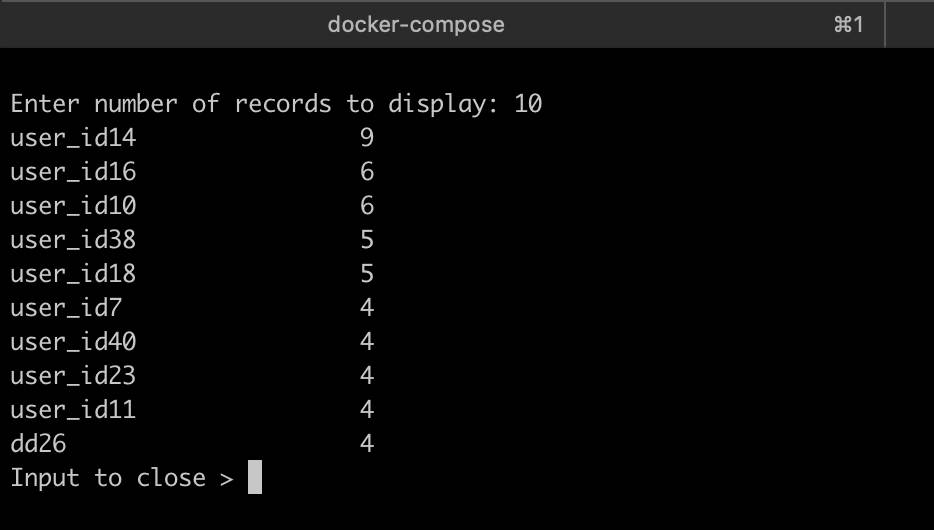 docker-compose ⌘1
Enter number of records to display: 10
user_id14 9
user_id16 6
user_id10 6
user_id38 5
user_id18 5
user_id7 4
user_id40 4
user_id23 4
user_id11 4
dd26 4
Input to close >